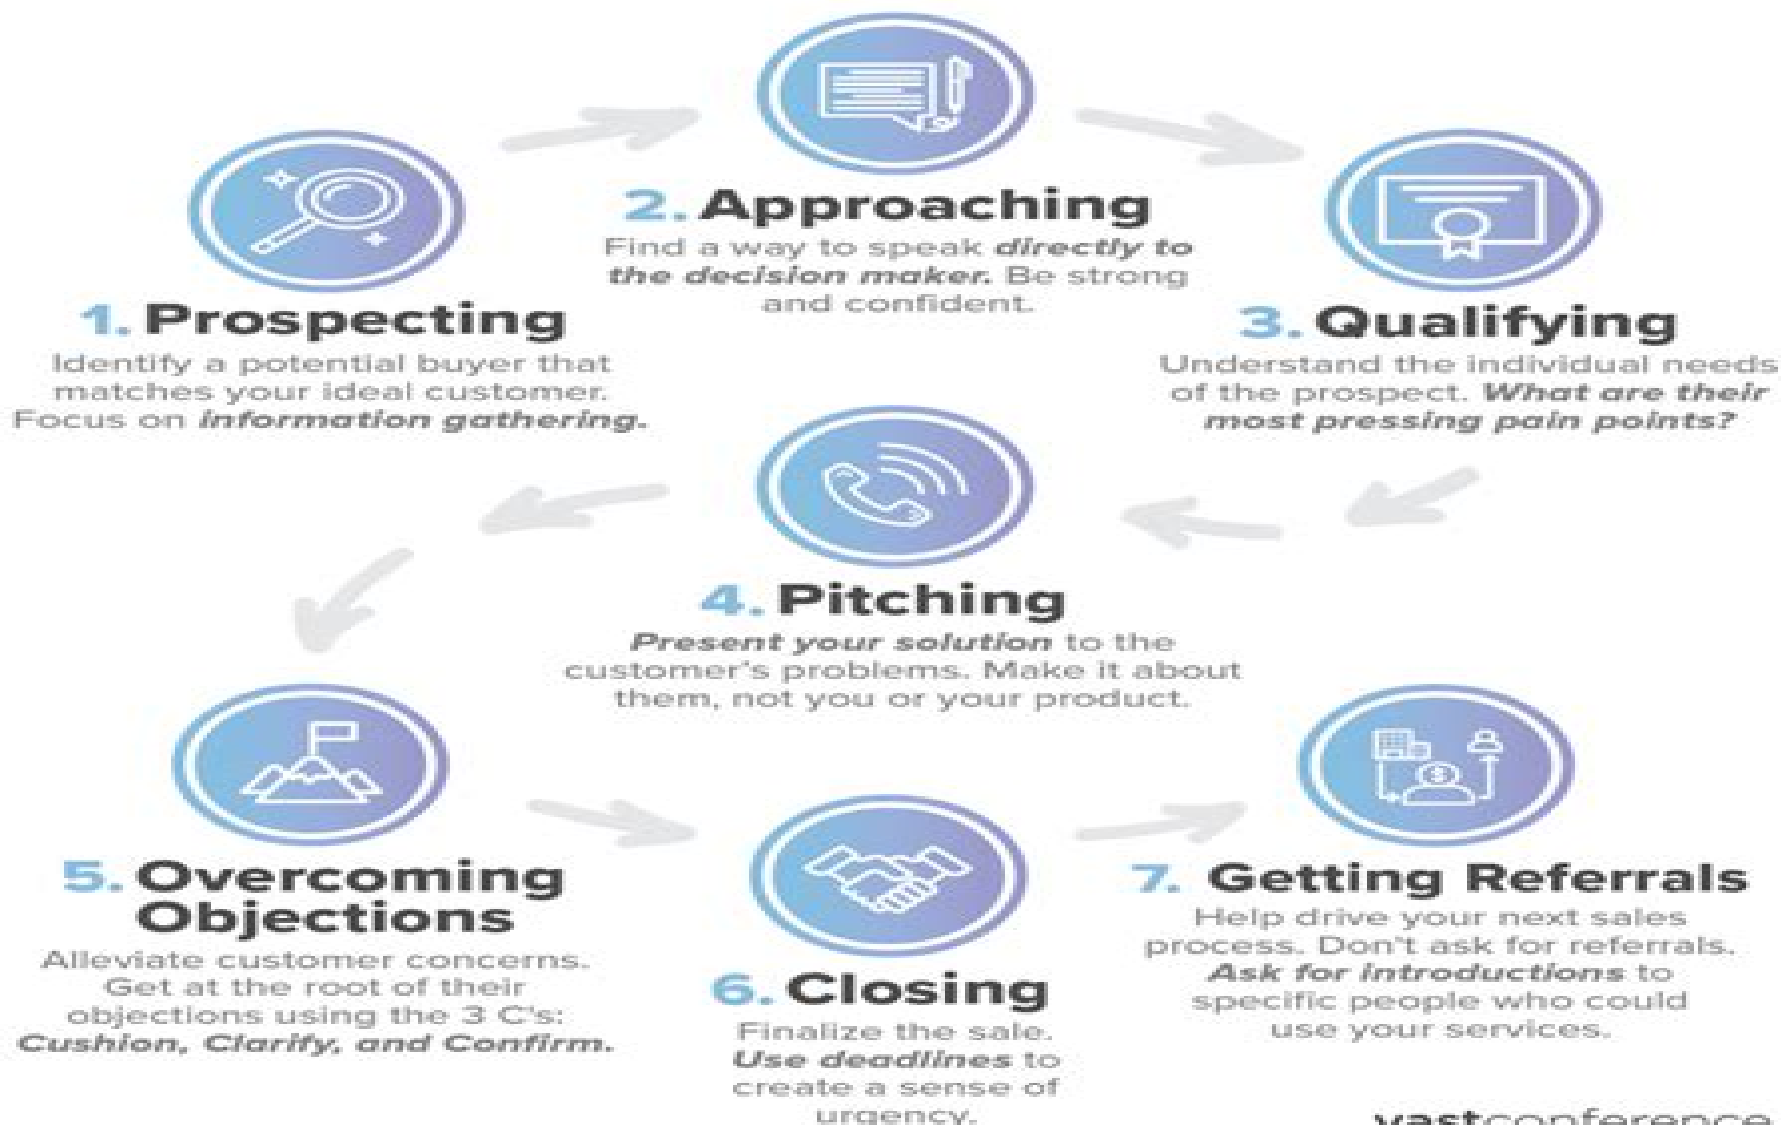 1. Prospecting
Identify a potential buyer that
matches your ideal customer.
Focus on information gathering.
2. Approaching
Find a way to speak directly to
the decision maker. Be strong
and confident.
3. Qualifying
Understand the individual needs
of the prospect. What are their
most pressing pain points?
4. Pitching
Present your solution to the
customer's problems. Make it about
them, not you or your product.
5. Overcoming
Objections
Alleviate customer concerns.
Get at the root of their
objections using the 3 C's:
Cushion, Clarify, and Confirm.
6. Closing
Finalize the sale.
Use deadlines to
create a sense of
urgency.
7. Getting Referrals
Help drive your next sales
process. Don't ask for referrals.
Ask for introductions to
specific people who could
use your services.
vastconference